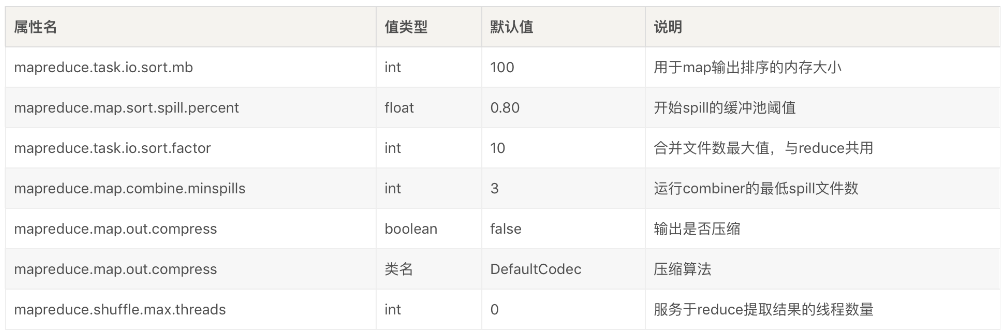 属性名 值类型 默认值 说明
mapreduce.task.io.sort.mb int 100 用于map输出排序的内存大小
mapreduce.map.sort.spill.percent float 0.80 开始spill的缓冲池阈值
mapreduce.task.io.sort.factor int 10 合并文件数最大值，与reduce共用
mapreduce.map.combine.minspills int 3 运行combiner的最低spill文件数
mapreduce.map.out.compress boolean false 输出是否压缩
mapreduce.map.out.compress 类名 DefaultCodec 压缩算法
mapreduce.shuffle.max.threads int 0 服务于reduce提取结果的线程数量